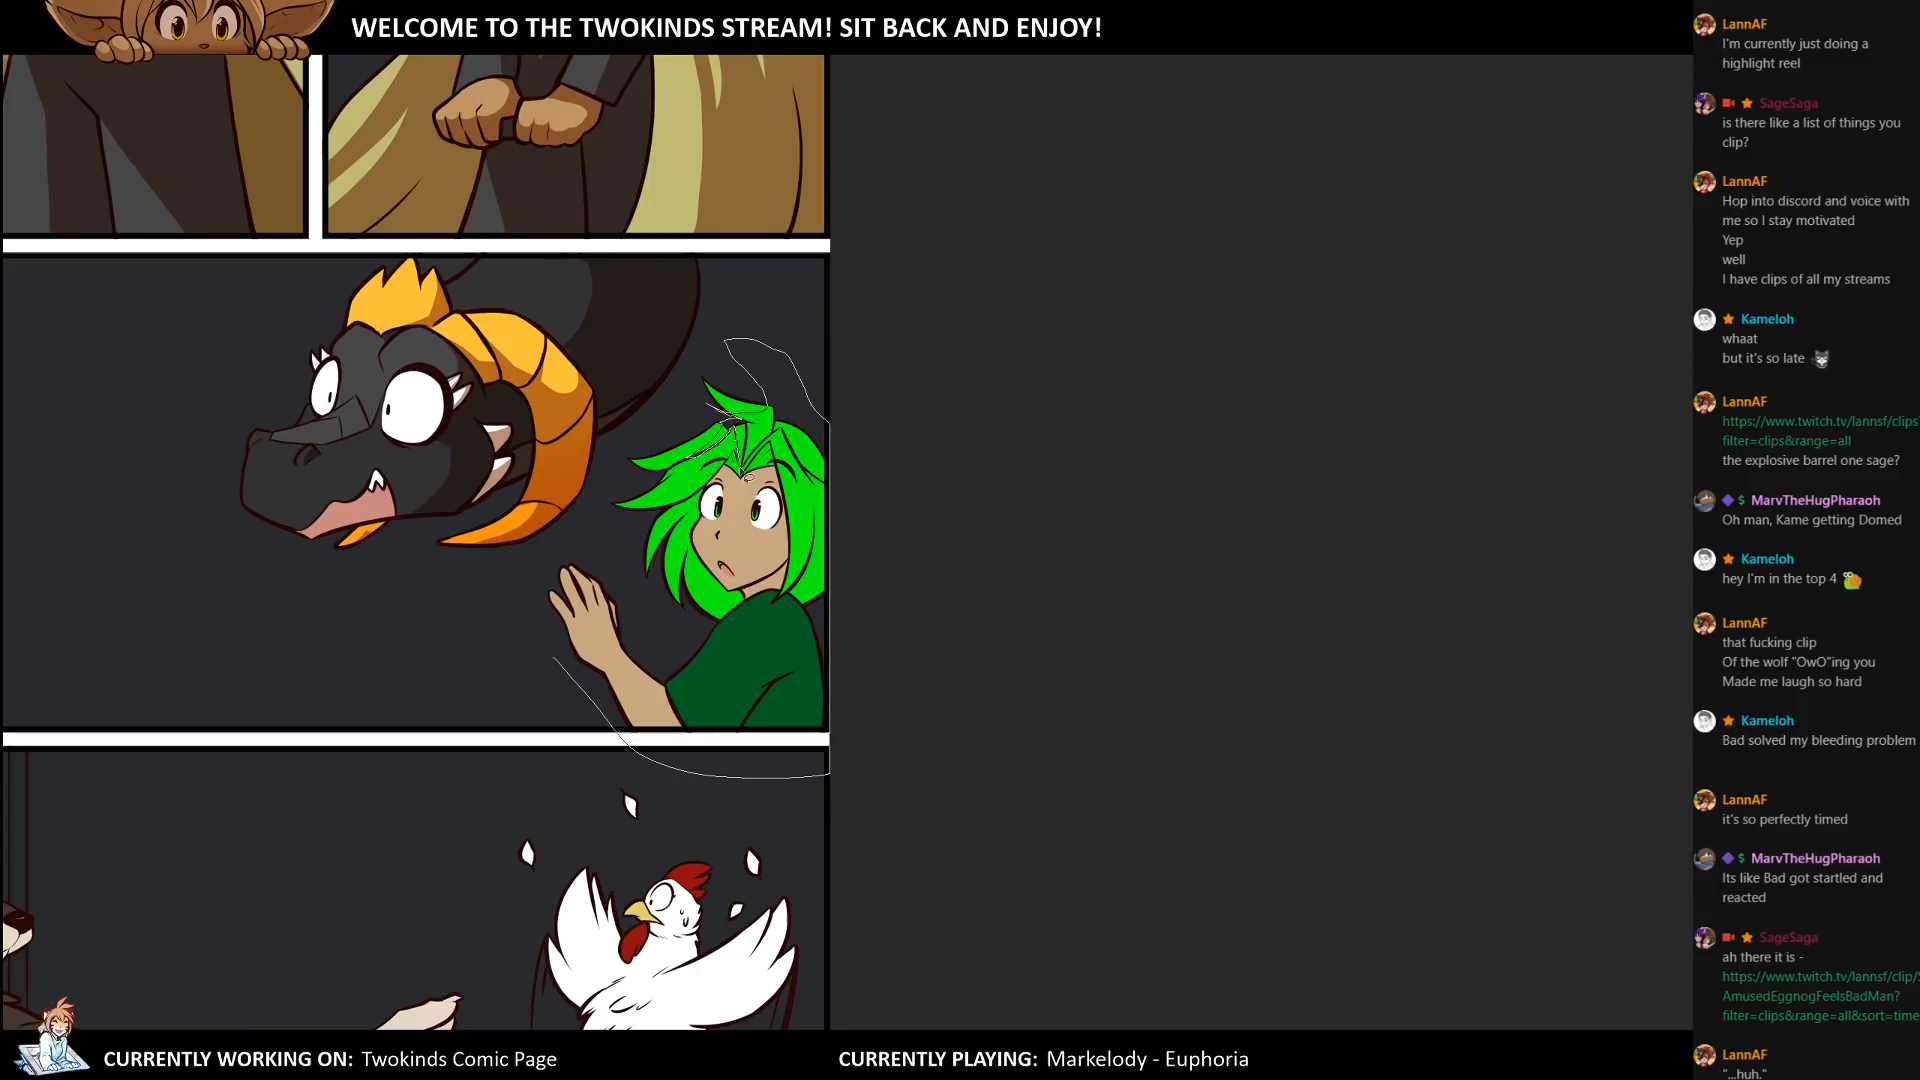 WELCOME TO THE TWOKINDS STREAM! SIT BACK AND ENJOY!
LannAF
I'm currently just doing a
highlight reel
SageSaga
is there like a list of things you
clip?
LannAF
Hop into discord and voice with
me so I stay motivated
Yep
well
I have clips of all my streams
Kameloh
whaat
but it's so late
LannAF
https://www.twitch.tv/lannsf/clips
filter=clips&range=all
the explosive barrel one sage?
MarvTheHugPharaoh
Oh man, Kame getting Domed
Kameloh
hey I'm in the top 4
LannAF
that fucking clip
Of the wolf "OwO"ing you
Made me laugh so hard
Kameloh
Bad solved my bleeding problem
LannAF
it's so perfectly timed
MarvTheHugPharaoh
Its like Bad got startled and
reacted
SageSaga
ah there it is -
https://www.twitch.tv/lannsf/clip/
AmusedEggnogFeelsBadMan?
filter=clips&range=all&sort=time
LannAF
"...huh."
CURRENTLY WORKING ON: Twokinds Comic Page
CURRENTLY PLAYING: Markelody - Euphoria